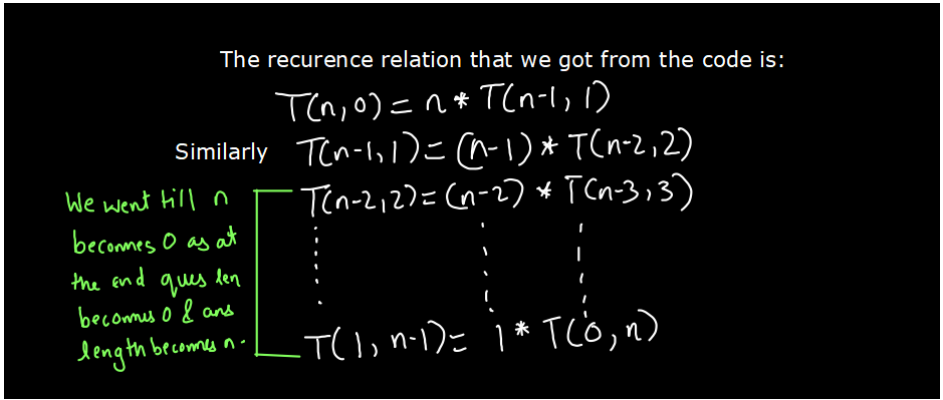 The recurence relation that we got from the code is:
T(n,0) = n * T(n-1, 1)
Similarly T(n-1,1) = (n-1) * T(n-2,2)
T(n-2,2) = (n-2) * T(n-3,3)
We went till n
becomes 0 as at
the end ques len
becomes 0 & ans
length becomes n.
T(1, n-1) = 1 * T(0, n)